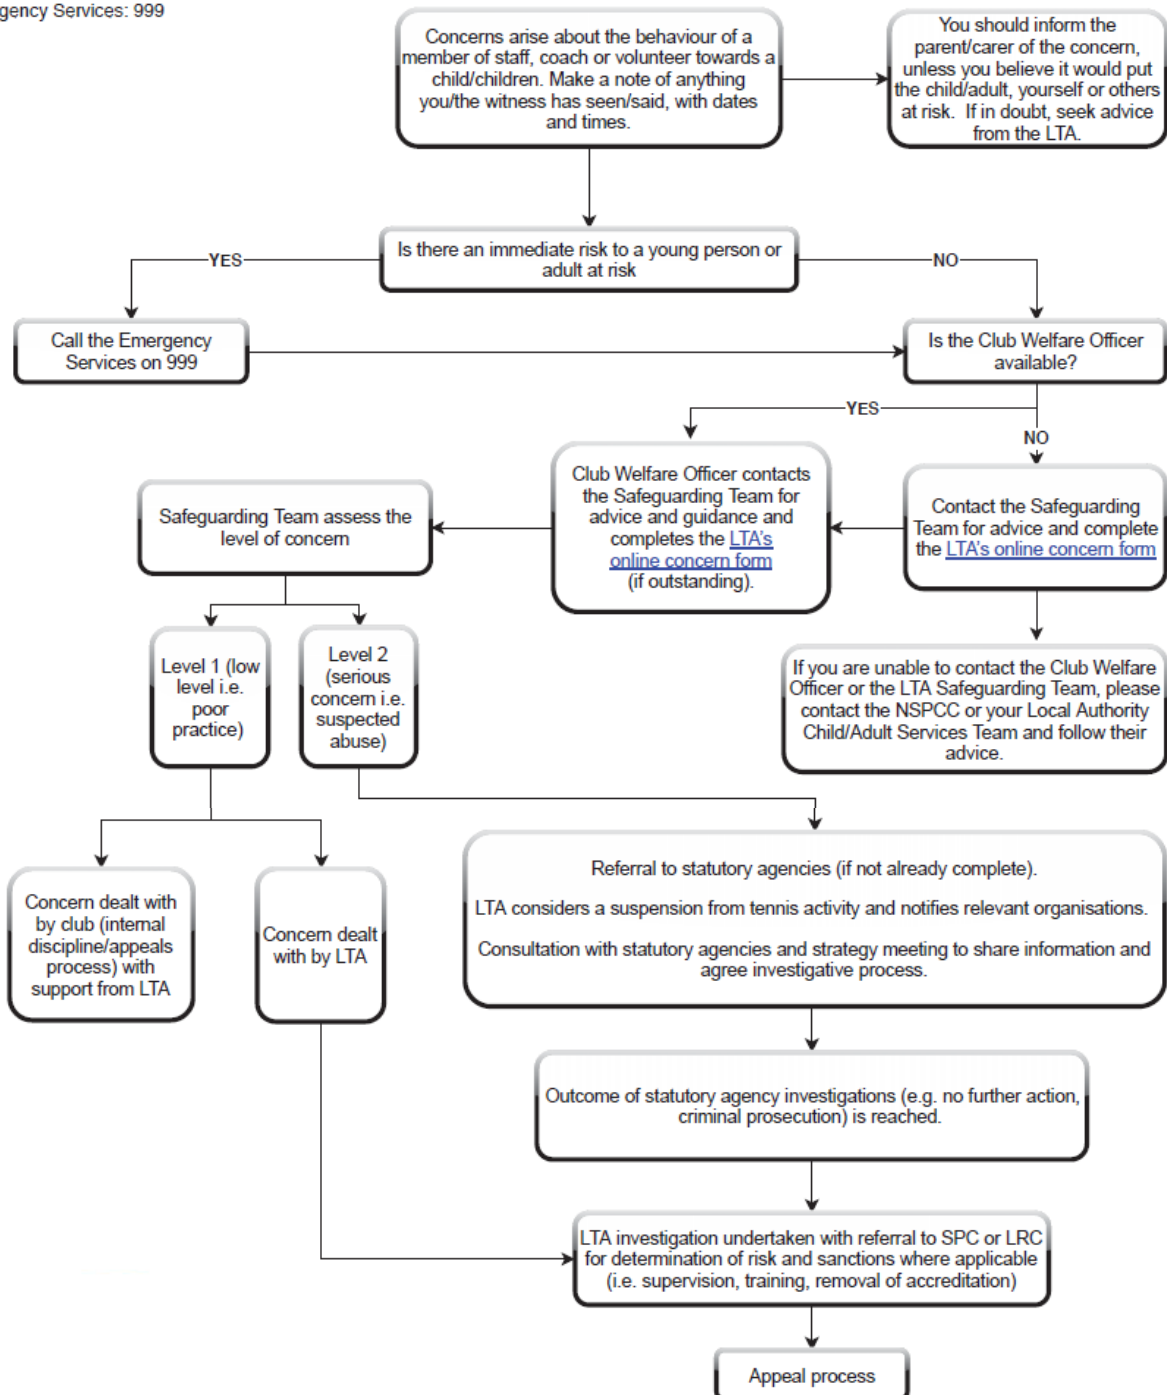 gency Services: 999
Concerns arise about the behaviour of a
member of staff, coach or volunteer towards a
child/children. Make a note of anything
you/the witness has seen/said, with dates
and times.
You should inform the
parent/carer of the concern,
unless you believe it would put
the child/adult, yourself or others
at risk. If in doubt, seek advice
from the LTA.
Is there an immediate risk to a young person or
adult at risk
YES
NO
Call the Emergency
Services on 999
Is the Club Welfare Officer
available?
YES
NO
Club Welfare Officer contacts
the Safeguarding Team for
advice and guidance and
completes the LTA's
online concern form
(if outstanding).
Contact the Safeguarding
Team for advice and complete
the LTA's online concern form
Safeguarding Team assess the
level of concern
Level 1 (low
level i.e.
poor
practice)
Level 2
(serious
concern i.e.
suspected
abuse)
If you are unable to contact the Club Welfare
Officer or the LTA Safeguarding Team, please
contact the NSPCC or your Local Authority
Child/Adult Services Team and follow their
advice.
Concern dealt with
by club (internal
discipline/appeals
process) with
support from LTA
Concern dealt
with by LTA
Referral to statutory agencies (if not already complete).
LTA considers a suspension from tennis activity and notifies relevant organisations.
Consultation with statutory agencies and strategy meeting to share information and
agree investigative process.
Outcome of statutory agency investigations (e.g. no further action,
criminal prosecution) is reached.
LTA investigation undertaken with referral to SPC or LRC
for determination of risk and sanctions where applicable
(i.e. supervision, training, removal of accreditation)
Appeal process